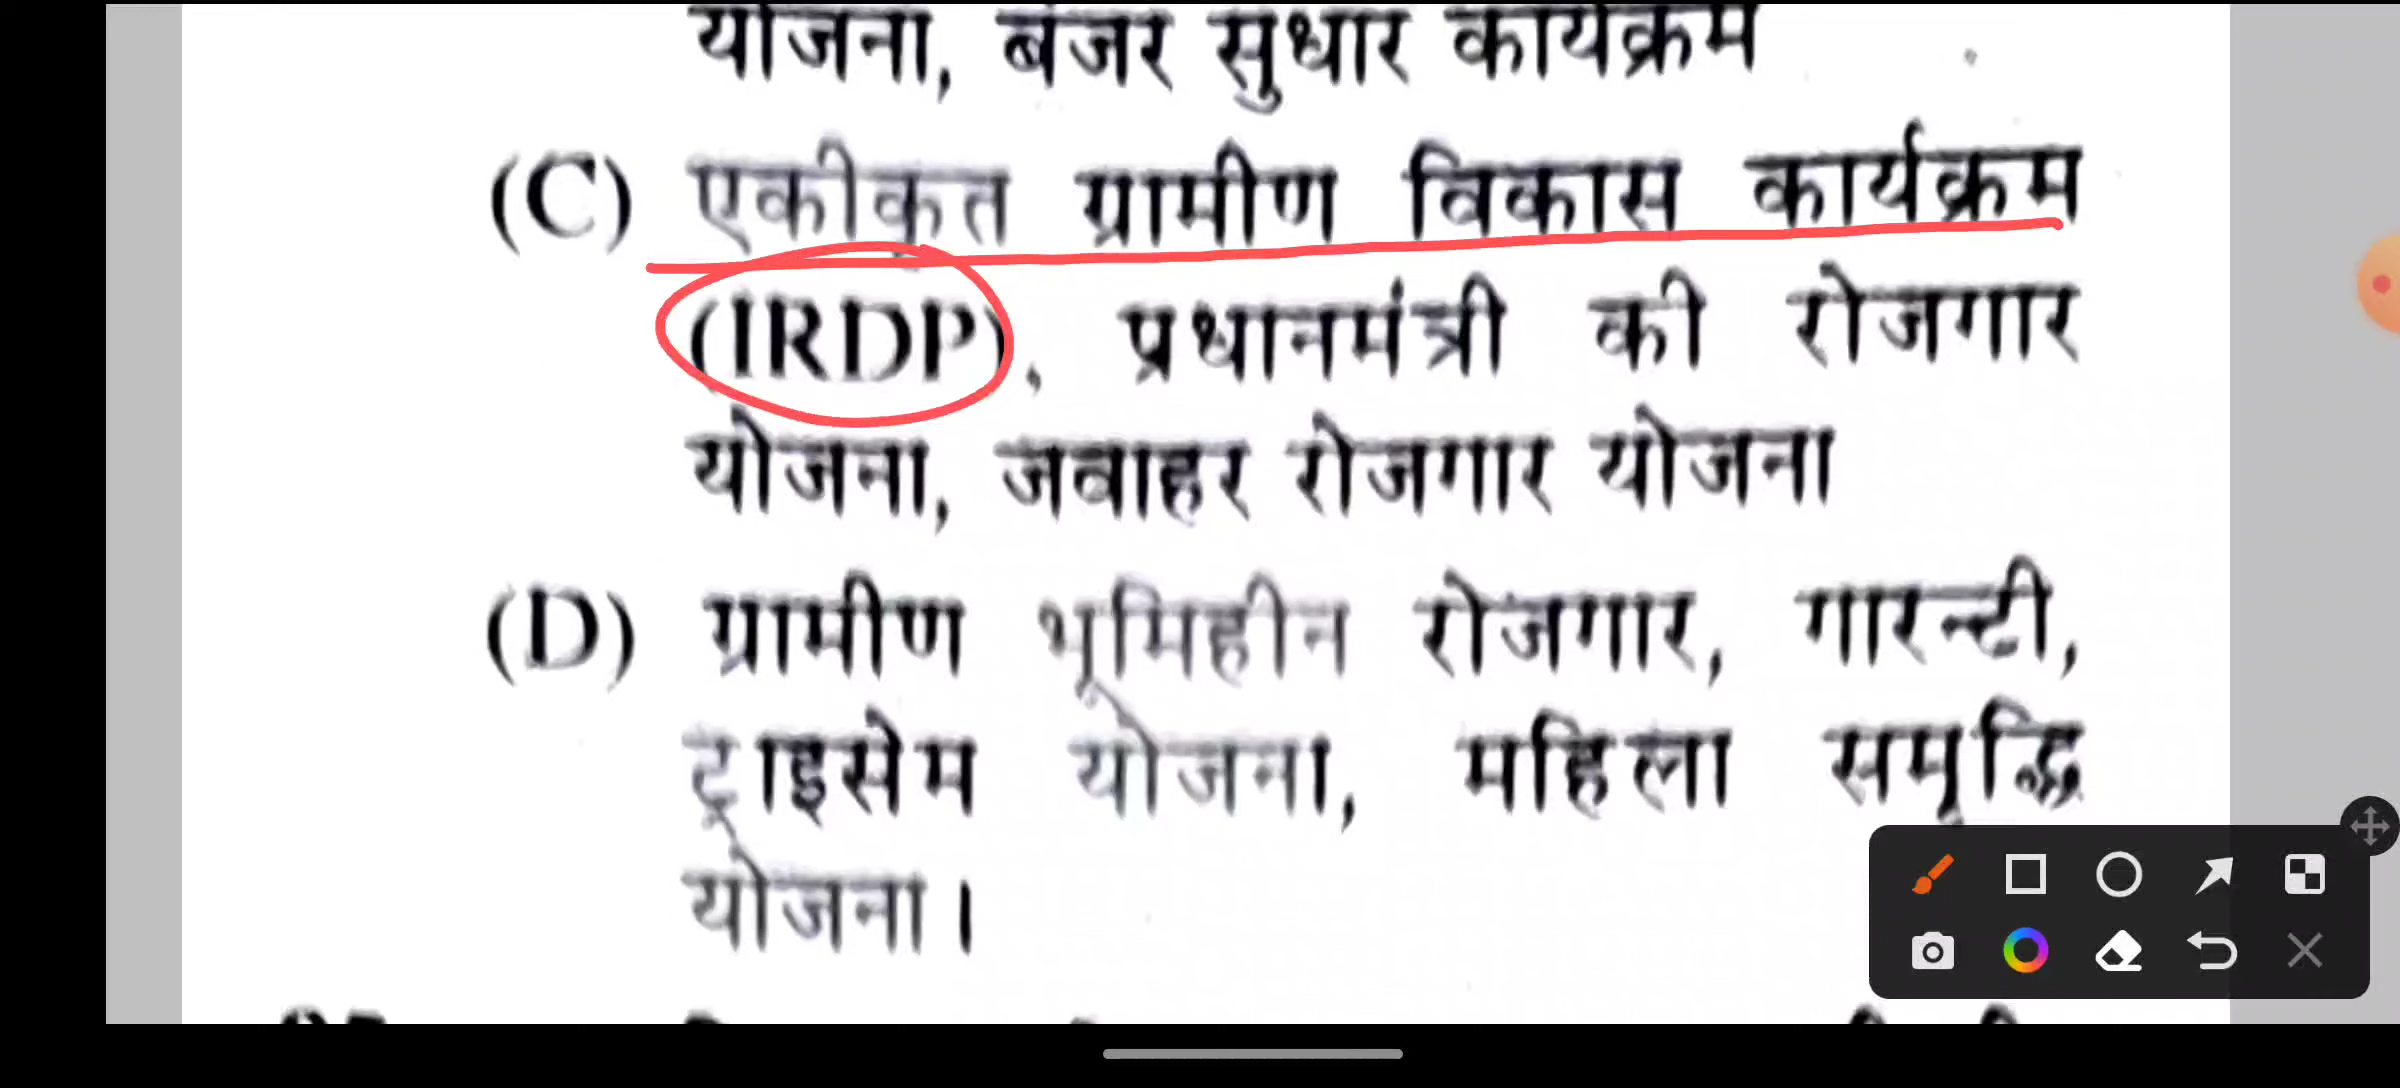 योजना, बंजर सुधार कार्यक्रम
(C) एकीकृत ग्रामीण विकास कार्यक्रम
(IRDP), प्रधानमंत्री की रोजगार
योजना, जवाहर रोजगार योजना
(D) ग्रामीण भूमिहीन रोजगार, गारन्टी,
ट्राइसेम योजना, महिला समृद्धि
योजना।